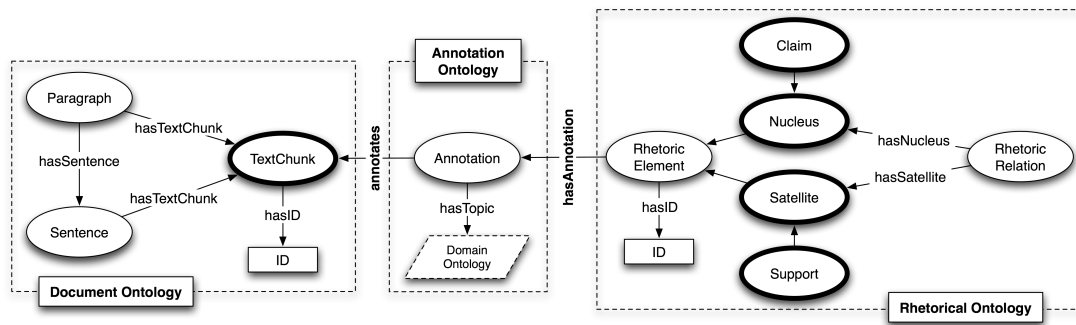 Paragraph
hasTextChunk
hasSentence
TextChunk
hasTextChunk
hasID
Sentence
ID
Document Ontology
annotates
Annotation
Ontology
Annotation
hasTopic
Domain
Ontology
hasAnnotation
Claim
Nucleus
hasNucleus
Rhetoric
Element
Rhetoric
Relation
hasSatellite
Satellite
hasID
ID
Support
Rhetorical Ontology